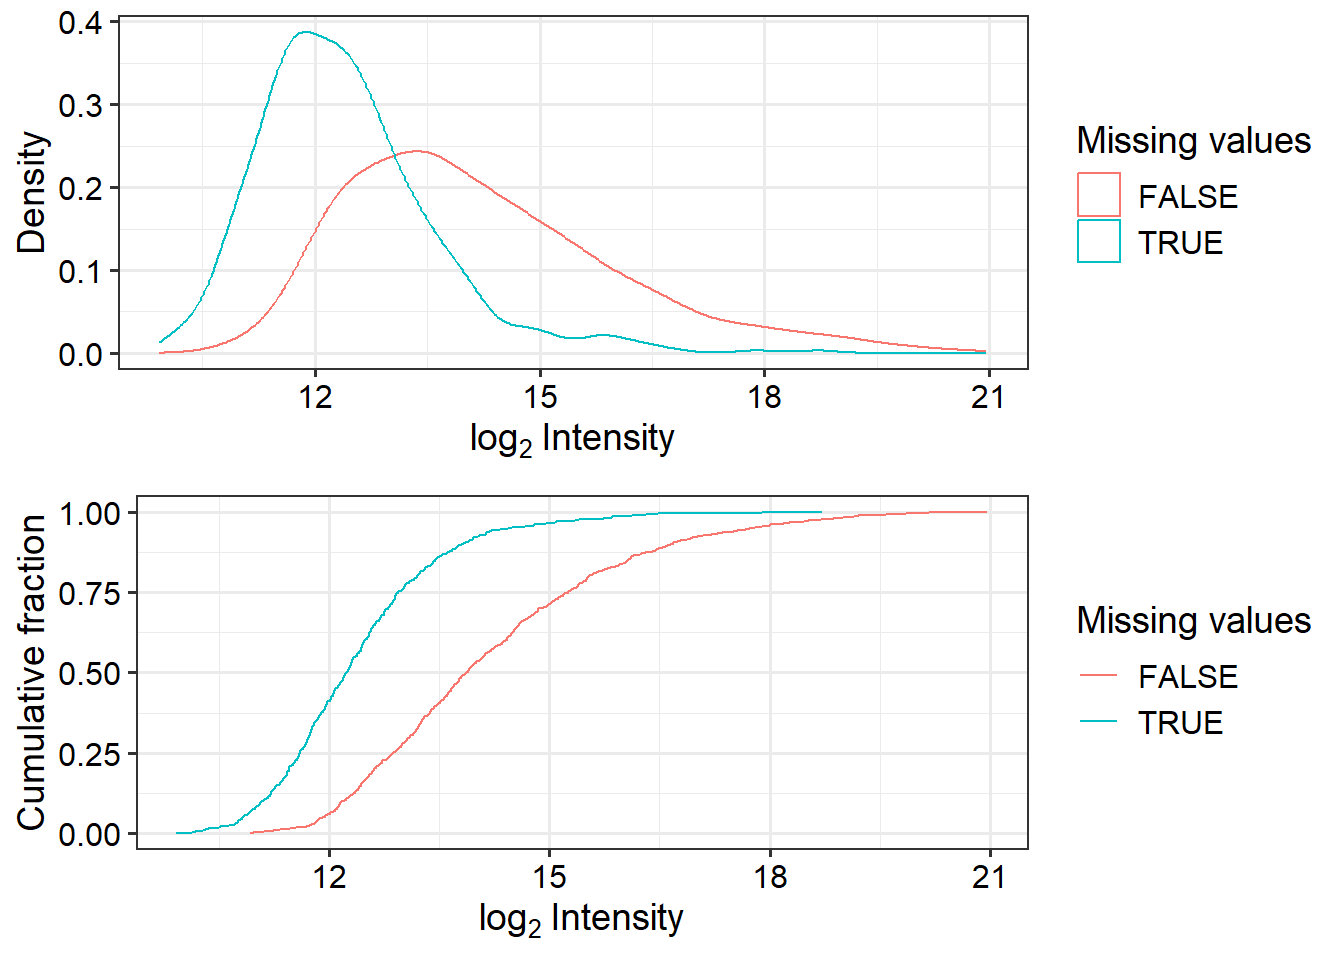 0.4
0.3
0.2
0.1
0.0
Density
12 15 18 21
log2 Intensity
Missing values
FALSE
TRUE
1.00
0.75
0.50
0.25
0.00
Cumulative fraction
12 15 18 21
log2 Intensity
Missing values
FALSE
TRUE